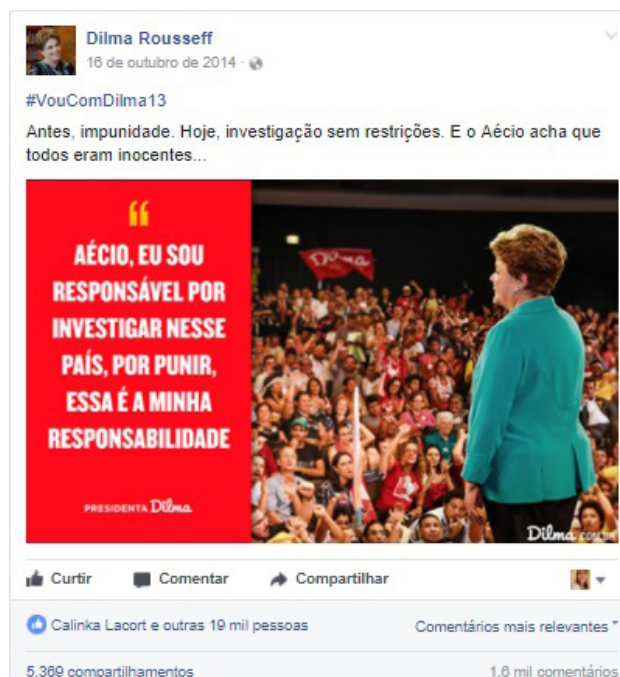 Dilma Rousseff
16 de outubro de 2014 ·
#VouComDilma13
Antes, impunidade. Hoje, investigação sem restrições. E o Aécio acha que
todos eram inocentes...
Dilma
AÉCIO, EU SOU
RESPONSÁVEL POR
INVESTIGAR NESSE
PAÍS, POR PUNIR,
ESSA É A MINHA
RESPONSABILIDADE
PRESIDENTA Dilma
Dilma.COM.BR
Curtir Comentar Compartilhar
Calinka Lacort e outras 19 mil pessoas Comentários mais relevantes
5.369 compartilhamentos 1,6 mil comentários